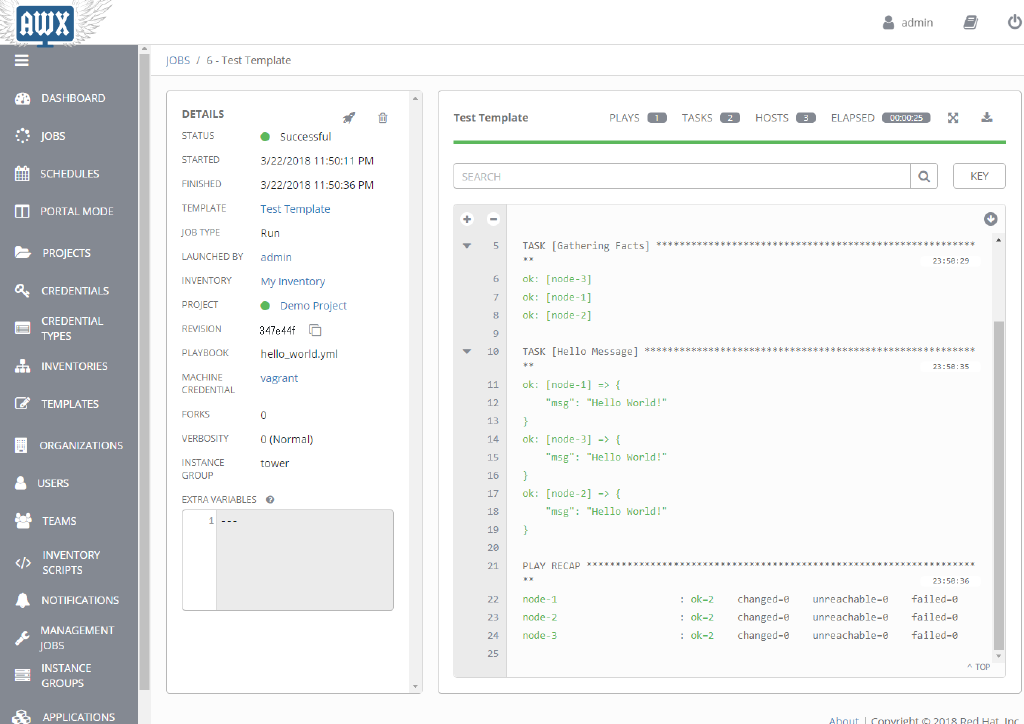 AWX
admin
JOBS / 6 - Test Template
DASHBOARD
JOBS
SCHEDULES
PORTAL MODE
PROJECTS
CREDENTIALS
CREDENTIAL
TYPES
INVENTORIES
TEMPLATES
ORGANIZATIONS
USERS
TEAMS
INVENTORY
SCRIPTS
NOTIFICATIONS
MANAGEMENT
JOBS
INSTANCE
GROUPS
APPLICATIONS
DETAILS
STATUS Successful
STARTED 3/22/2018 11:50:11 PM
FINISHED 3/22/2018 11:50:36 PM
TEMPLATE Test Template
JOB TYPE Run
LAUNCHED BY admin
INVENTORY My Inventory
PROJECT Demo Project
REVISION 347e44f
PLAYBOOK hello_world.yml
MACHINE
CREDENTIAL vagrant
FORKS 0
VERBOSITY 0 (Normal)
INSTANCE
GROUP tower
EXTRA VARIABLES ?
1 ---
Test Template PLAYS 1 TASKS 2 HOSTS 3 ELAPSED 00:00:25
SEARCH KEY
5 TASK [Gathering Facts] *******************************************************
** 23:50:29
6 ok: [node-3]
7 ok: [node-1]
8 ok: [node-2]
9
10 TASK [Hello Message] *********************************************************
** 23:50:35
11 ok: [node-1] => {
12 "msg": "Hello World!"
13 }
14 ok: [node-3] => {
15 "msg": "Hello World!"
16 }
17 ok: [node-2] => {
18 "msg": "Hello World!"
19 }
20
21 PLAY RECAP *******************************************************************
** 23:50:36
22 node-1 : ok=2 changed=0 unreachable=0 failed=0
23 node-2 : ok=2 changed=0 unreachable=0 failed=0
24 node-3 : ok=2 changed=0 unreachable=0 failed=0
25
^ TOP
About | Copyright © 2018 Red Hat, Inc.